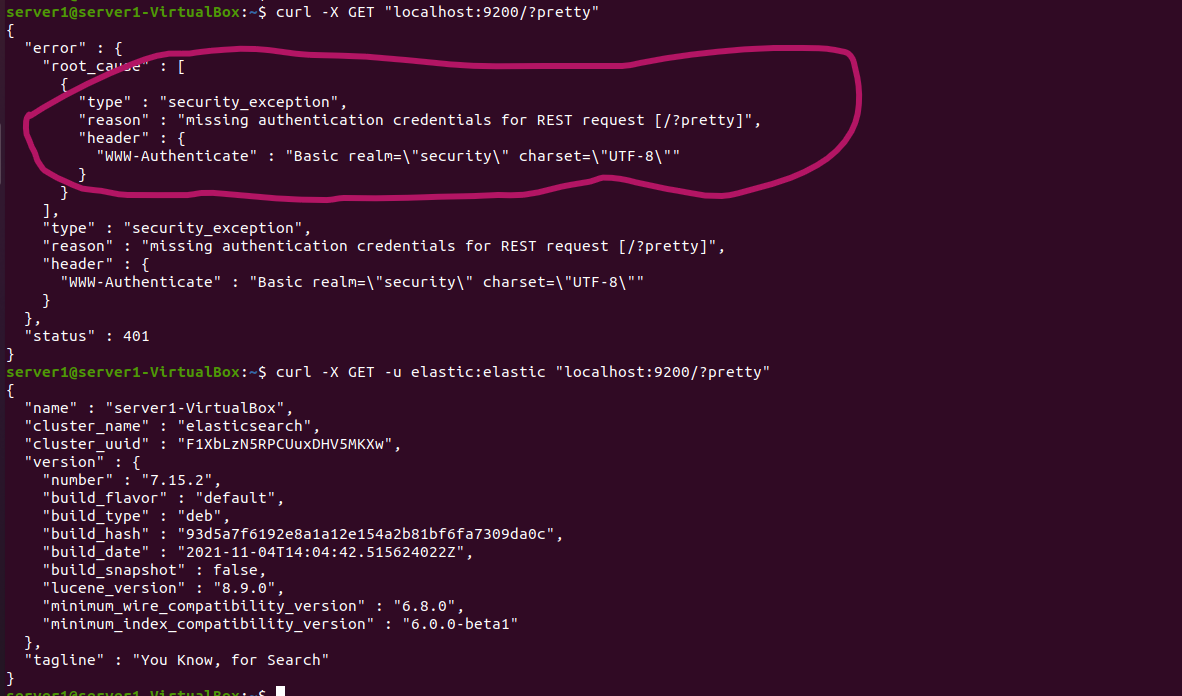 server1@server1-VirtualBox:~$ curl -X GET "localhost:9200/?pretty"
{
  "error" : {
    "root_cause" : [
      {
        "type" : "security_exception",
        "reason" : "missing authentication credentials for REST request [/?pretty]",
        "header" : {
          "WWW-Authenticate" : "Basic realm=\"security\" charset=\"UTF-8\""
        }
      }
    ],
    "type" : "security_exception",
    "reason" : "missing authentication credentials for REST request [/?pretty]",
    "header" : {
      "WWW-Authenticate" : "Basic realm=\"security\" charset=\"UTF-8\""
    }
  },
  "status" : 401
}
server1@server1-VirtualBox:~$ curl -X GET -u elastic:elastic "localhost:9200/?pretty"
{
  "name" : "server1-VirtualBox",
  "cluster_name" : "elasticsearch",
  "cluster_uuid" : "F1XbLzN5RPCUuxDHV5MKXw",
  "version" : {
    "number" : "7.15.2",
    "build_flavor" : "default",
    "build_type" : "deb",
    "build_hash" : "93d5a7f6192e8a1a12e154a2b81bf6fa7309da0c",
    "build_date" : "2021-11-04T14:04:42.515624022Z",
    "build_snapshot" : false,
    "lucene_version" : "8.9.0",
    "minimum_wire_compatibility_version" : "6.8.0",
    "minimum_index_compatibility_version" : "6.0.0-beta1"
  },
  "tagline" : "You Know, for Search"
}
server1@server1-VirtualBox:~$